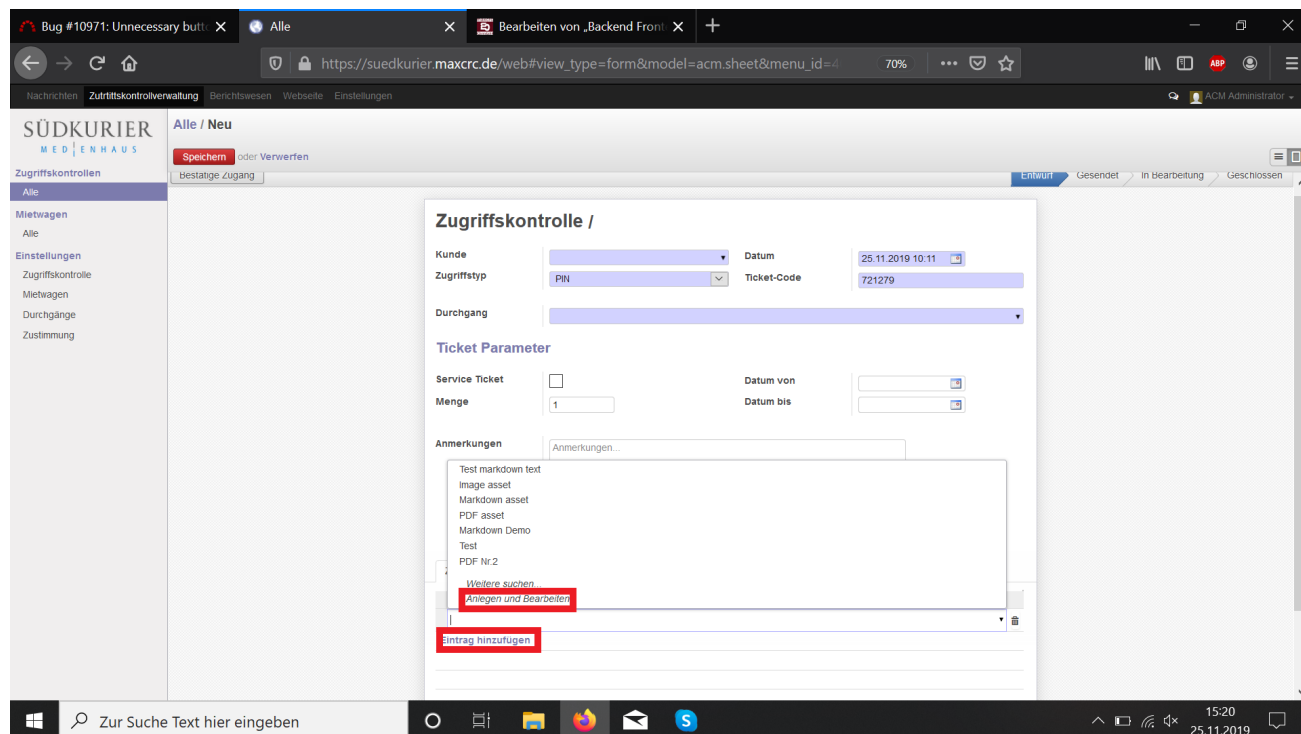 Bug #10971: Unnecessary butto
Alle
Bearbeiten von „Backend Fronte
https://suedkurier.maxcrc.de/web#view_type=form&model=acm.sheet&menu_id=4
70%
ABP
Nachrichten Zutrtittskontrollverwaltung Berichtswesen Webseite Einstellungen
ACM Administrator
SÜDKURIER
MEDIENHAUS
Alle / Neu
Speichern oder Verwerfen
Bestätige Zugang
Entwurf Gesendet In Bearbeitung Geschlossen
Zugriffskontrollen
Alle
Mietwagen
Alle
Einstellungen
Zugriffskontrolle
Mietwagen
Durchgänge
Zustimmung
Zugriffskontrolle /
Kunde
Datum 25.11.2019 10:11
Zugriffstyp PIN
Ticket-Code 721279
Durchgang
Ticket Parameter
Service Ticket
Datum von
Menge 1
Datum bis
Anmerkungen Anmerkungen...
Test markdown text
Image asset
Markdown asset
PDF asset
Markdown Demo
Test
PDF Nr.2
Weitere suchen...
Anlegen und Bearbeiten
Eintrag hinzufügen
Zur Suche Text hier eingeben
15:20
25.11.2019